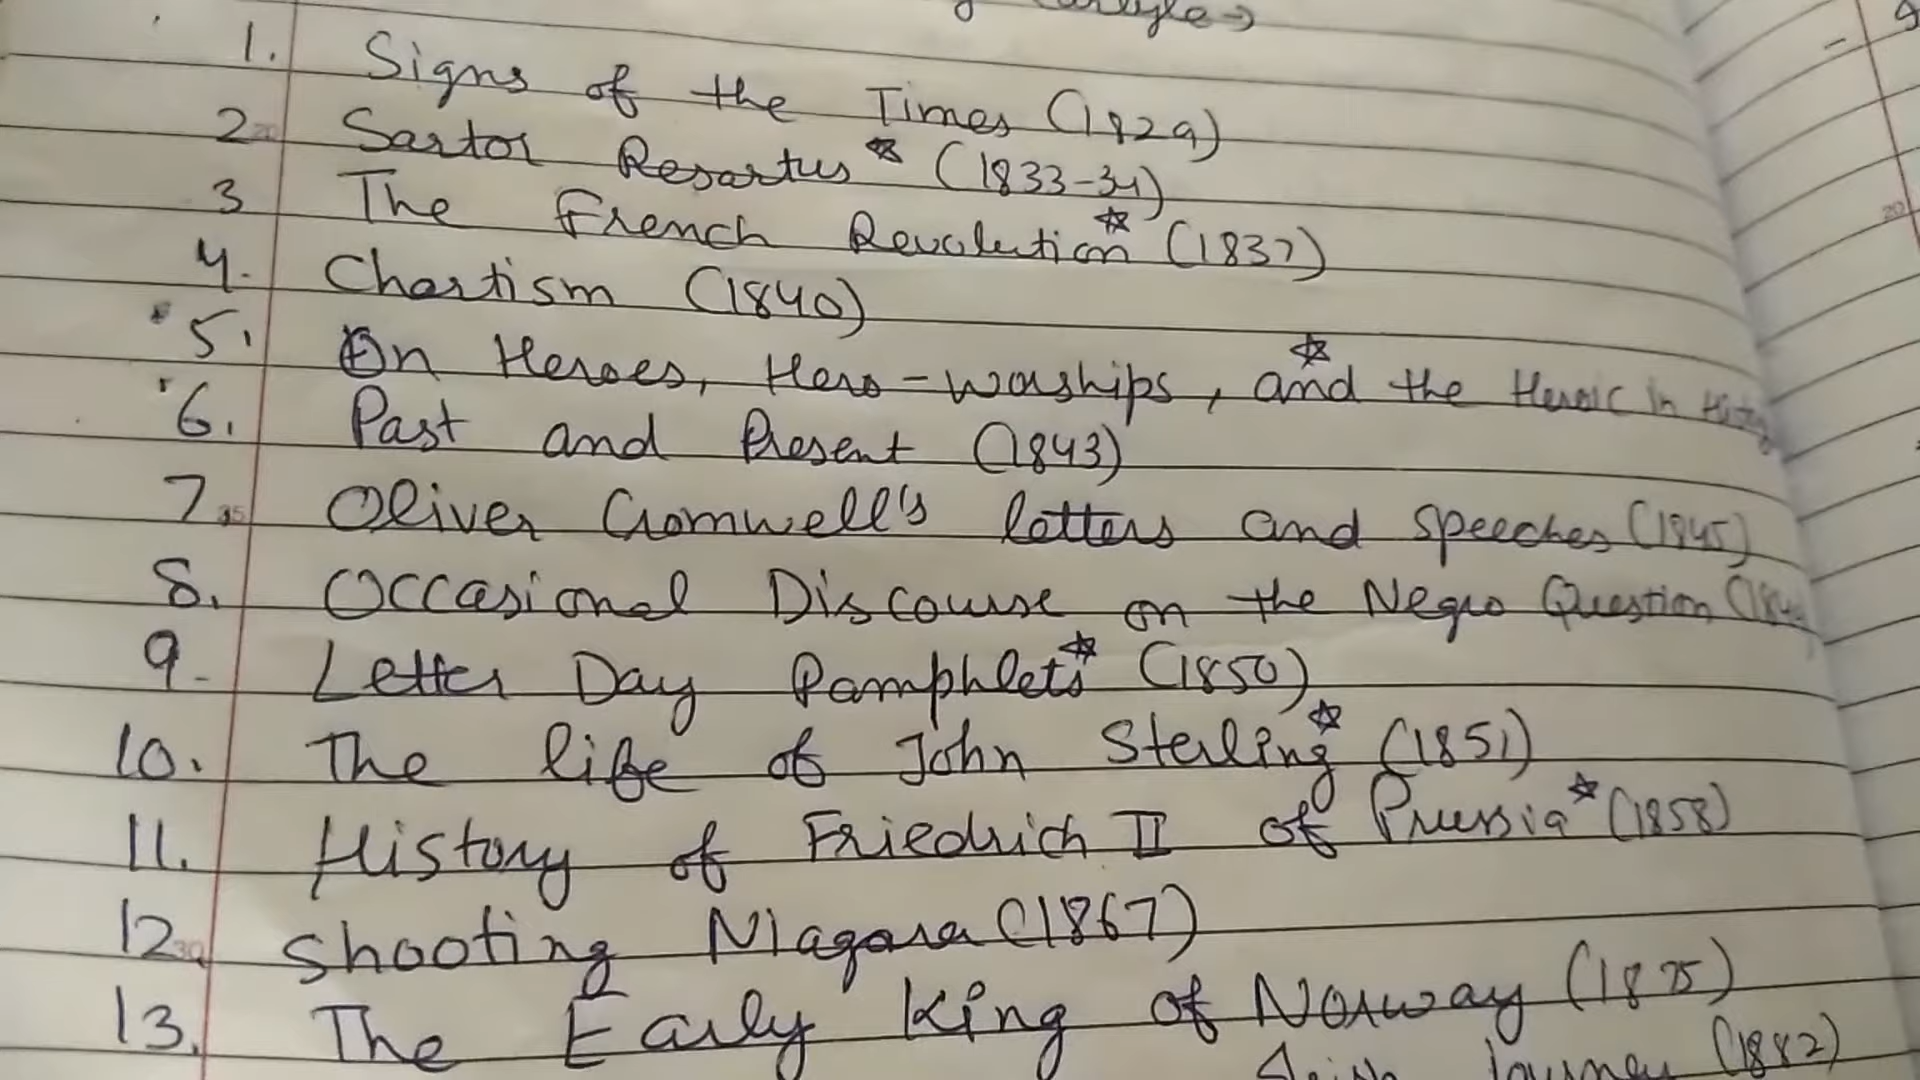 Carlyle →
1. Signs of the Times (1829)
2 Sartor Resartus ☆ (1833-34)
3 The French Revolution ☆ (1837)
4. Chartism (1840)
5. On Heroes, Hero-worships, and ☆ the Heroic in History
6. Past and Present (1843)
7 Oliver Cromwell's letters and speeches (1845)
8. Occasional Discourse on the Negro Question
9. Letter Day Pamphlets ☆ (1850)
10. The life of John Sterling ☆ (1851)
11. History of Friedrich II of Prussia ☆ (1858)
12 Shooting Niagara (1867)
13. The Early King of Norway (1875)
Journey (1882)